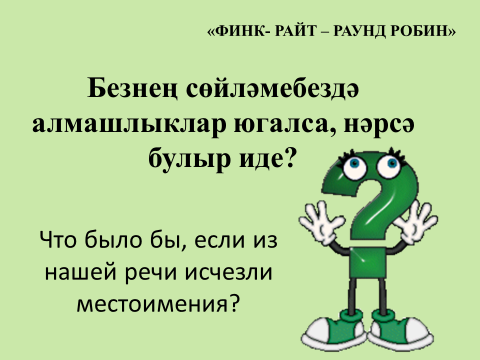 «ФИНК- РАЙТ – РАУНД РОБИН»
Безнең сөйләмебездә
алмашлыклар югалса, нәрсә
булыр иде?
Что было бы, если из
нашей речи исчезли
местоимения?